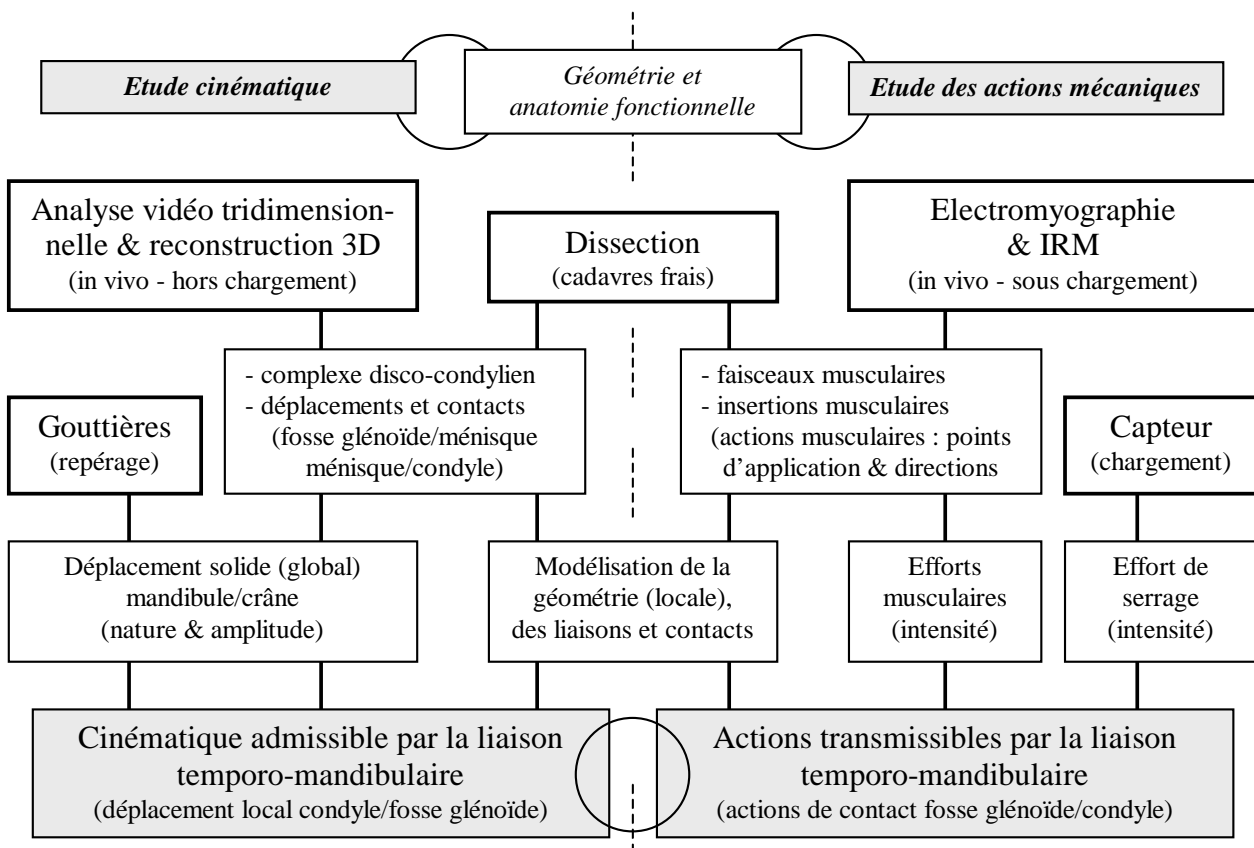 Etude cinématique
Géométrie et
anatomie fonctionnelle
Etude des actions mécaniques
Analyse vidéo tridimension-
nelle & reconstruction 3D
(in vivo - hors chargement)
Dissection
(cadavres frais)
Electromyographie
& IRM
(in vivo - sous chargement)
Gouttières
(repérage)
- complexe disco-condylien
- déplacements et contacts
(fosse glénoïde/ménisque
ménisque/condyle)
- faisceaux musculaires
- insertions musculaires
(actions musculaires : points
d’application & directions
Capteur
(chargement)
Déplacement solide (global)
mandibule/crâne
(nature & amplitude)
Modélisation de la
géométrie (locale),
des liaisons et contacts
Efforts
musculaires
(intensité)
Effort de
serrage
(intensité)
Cinématique admissible par la liaison
temporo-mandibulaire
(déplacement local condyle/fosse glénoïde)
Actions transmissibles par la liaison
temporo-mandibulaire
(actions de contact fosse glénoïde/condyle)